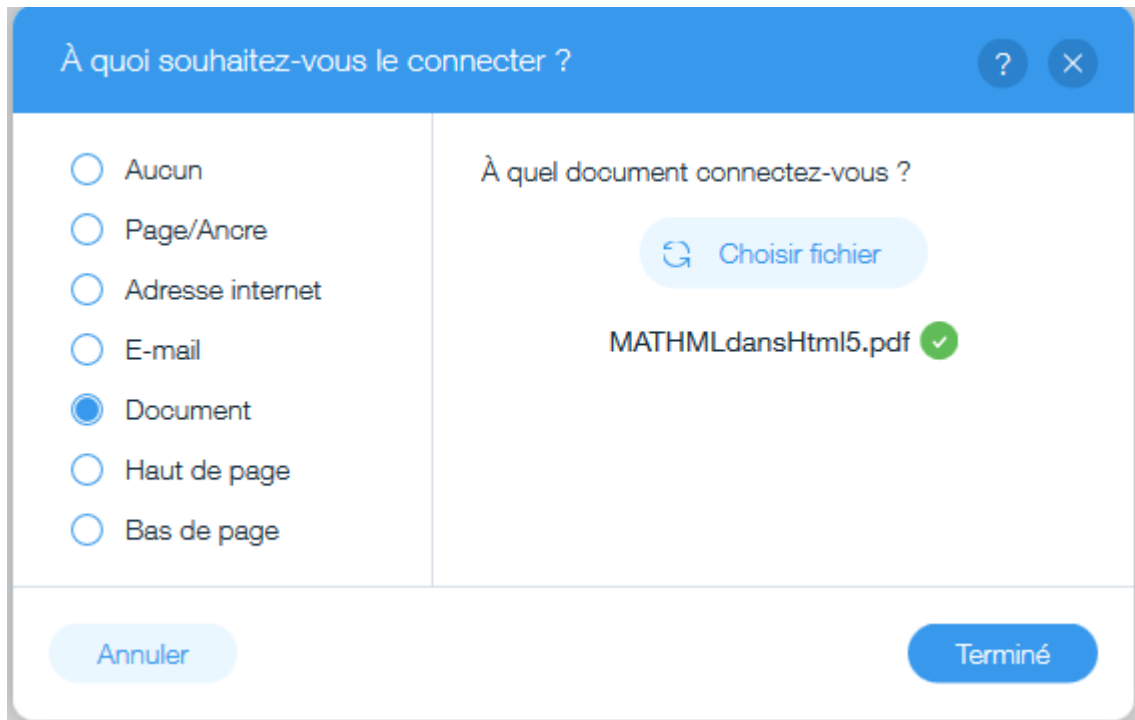 À quoi souhaitez-vous le connecter ?
?
Aucun
Page/Ancre
Adresse internet
E-mail
Document
Haut de page
Bas de page
À quel document connectez-vous ?
Choisir fichier
MATHMLdansHtml5.pdf
Annuler
Terminé